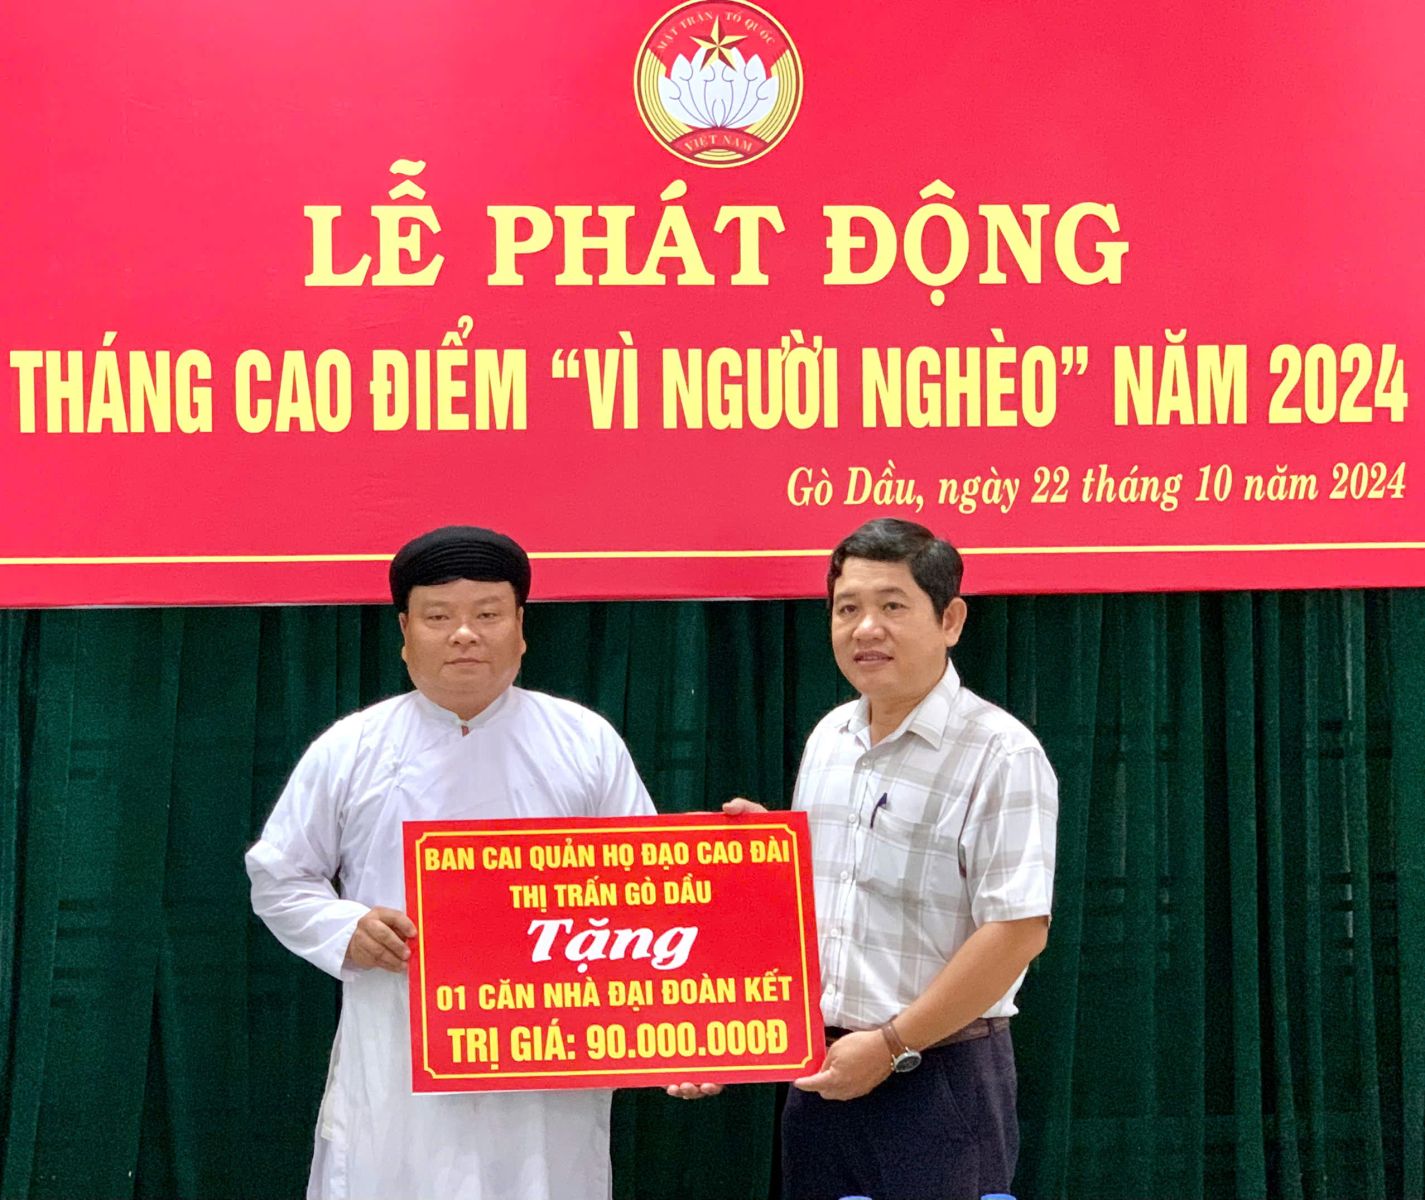 MẶT TRẬN TỔ QUỐC
VIỆT NAM
LỄ PHÁT ĐỘNG
THÁNG CAO ĐIỂM “VÌ NGƯỜI NGHÈO” NĂM 2024
Gò Dầu, ngày 22 tháng 10 năm 2024
BAN CAI QUẢN HỌ ĐẠO CAO ĐÀI
THỊ TRẤN GÒ DẦU
Tặng
01 CĂN NHÀ ĐẠI ĐOÀN KẾT
TRỊ GIÁ: 90.000.000Đ